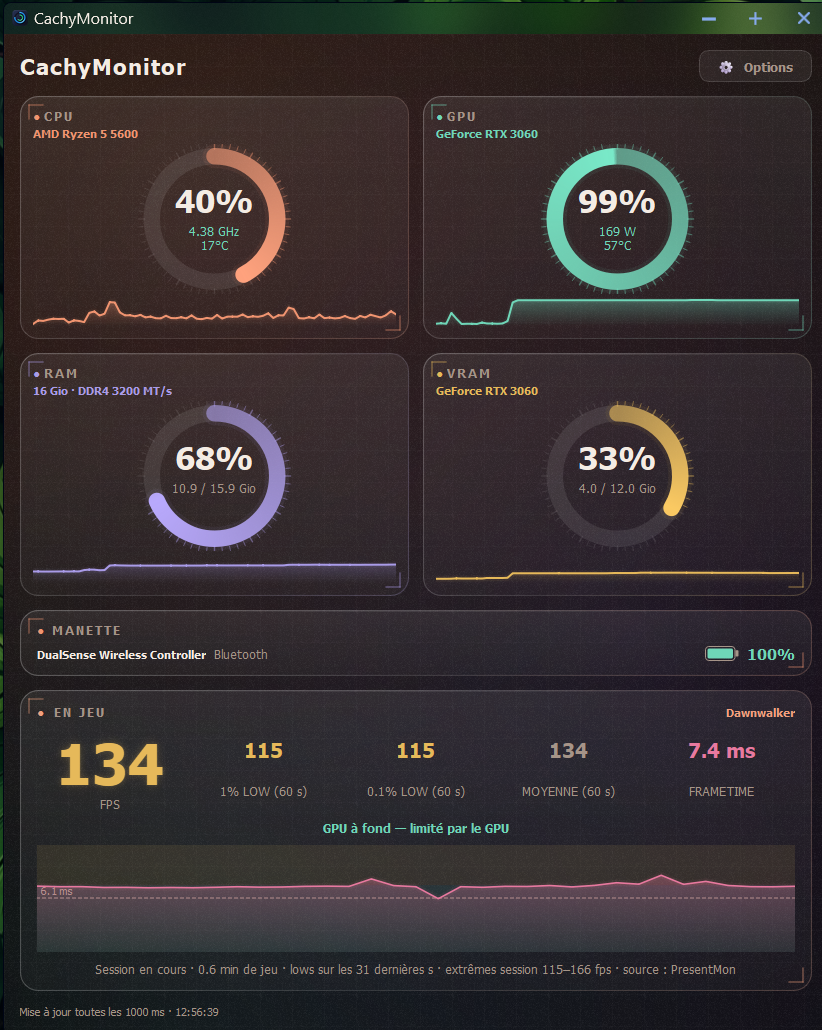 CachyMonitor
CachyMonitor
Options
CPU
AMD Ryzen 5 5600
40%
4.38 GHz
17°C
GPU
GeForce RTX 3060
99%
169 W
57°C
RAM
16 Gio · DDR4 3200 MT/s
68%
10.9 / 15.9 Gio
VRAM
GeForce RTX 3060
33%
4.0 / 12.0 Gio
MANETTE
DualSense Wireless Controller Bluetooth
100%
EN JEU
Dawnwalker
134
FPS
115
1% LOW (60 s)
115
0.1% LOW (60 s)
134
MOYENNE (60 s)
7.4 ms
FRAMETIME
GPU à fond — limité par le GPU
6.1 ms
Session en cours · 0.6 min de jeu · lows sur les 31 dernières s · extrêmes session 115–166 fps · source : PresentMon
Mise à jour toutes les 1000 ms · 12:56:39